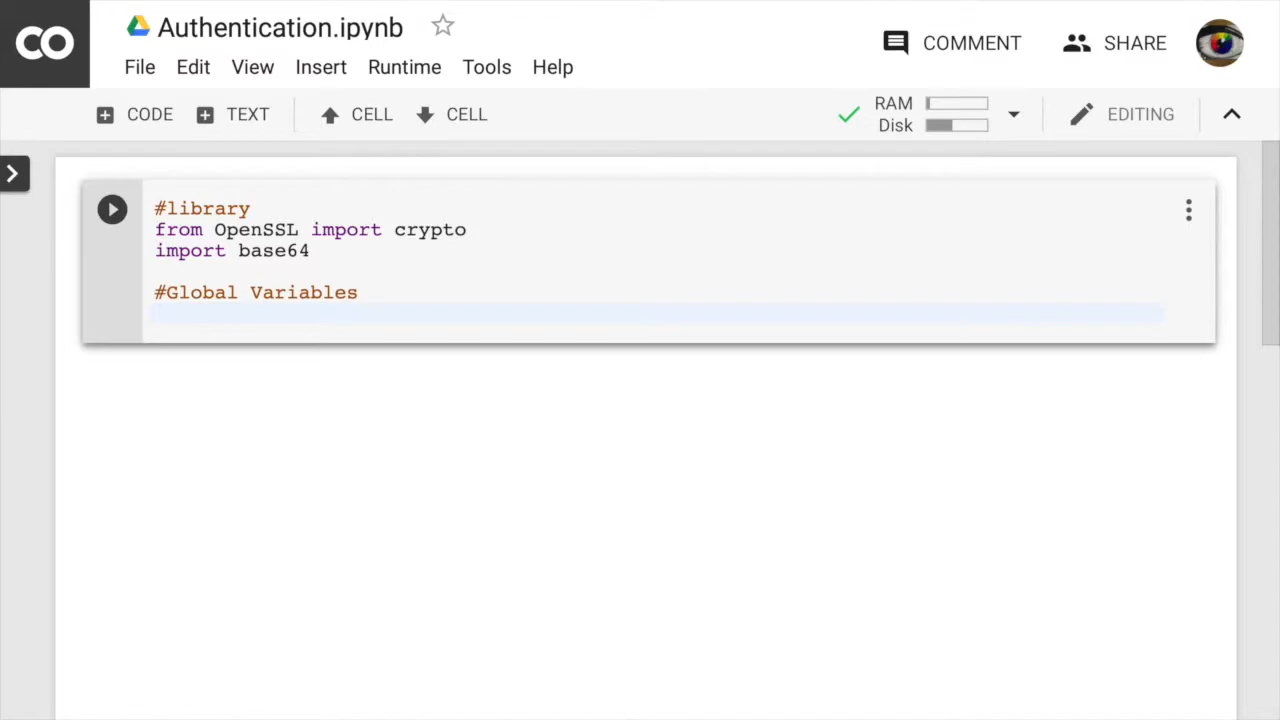 CO Authentication.ipynb
COMMENT SHARE
File Edit View Insert Runtime Tools Help
CODE TEXT CELL CELL
RAM
Disk
EDITING
#library
from OpenSSL import crypto
import base64
#Global Variables